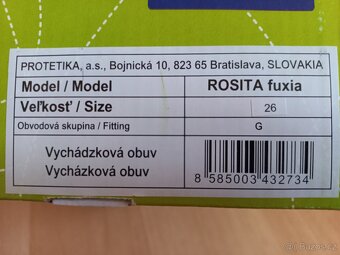 PROTETIKA, a.s., Bojnická 10, 823 65 Bratislava, SLOVAKIA
Model / Model ROSITA fuxia
Veľkosť / Size 26
Obvodová skupina / Fitting G
Vychádzková obuv
Vycházková obuv
8 585003 432734